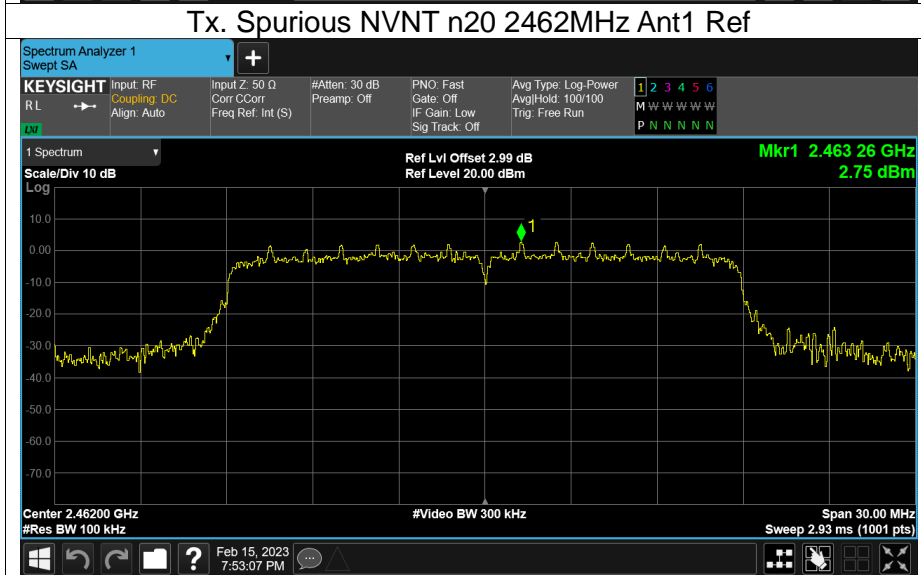 Tx. Spurious NVNT n20 2462MHz Ant1 Ref
Spectrum Analyzer 1
Swept SA
+
KEYSIGHT
R L
LXI
Input: RF
Coupling: DC
Align: Auto
Input Z: 50 Ω
Corr CCorr
Freq Ref: Int (S)
#Atten: 30 dB
Preamp: Off
PNO: Fast
Gate: Off
IF Gain: Low
Sig Track: Off
Avg Type: Log-Power
Avg|Hold: 100/100
Trig: Free Run
1 2 3 4 5 6
M W W W W W
P N N N N N
1 Spectrum
Scale/Div 10 dB
Ref Lvl Offset 2.99 dB
Ref Level 20.00 dBm
Mkr1 2.463 26 GHz
2.75 dBm
Log
10.0
0.00
-10.0
-20.0
-30.0
-40.0
-50.0
-60.0
-70.0
1
Center 2.46200 GHz
#Res BW 100 kHz
#Video BW 300 kHz
Span 30.00 MHz
Sweep 2.93 ms (1001 pts)
?
Feb 15, 2023
7:53:07 PM